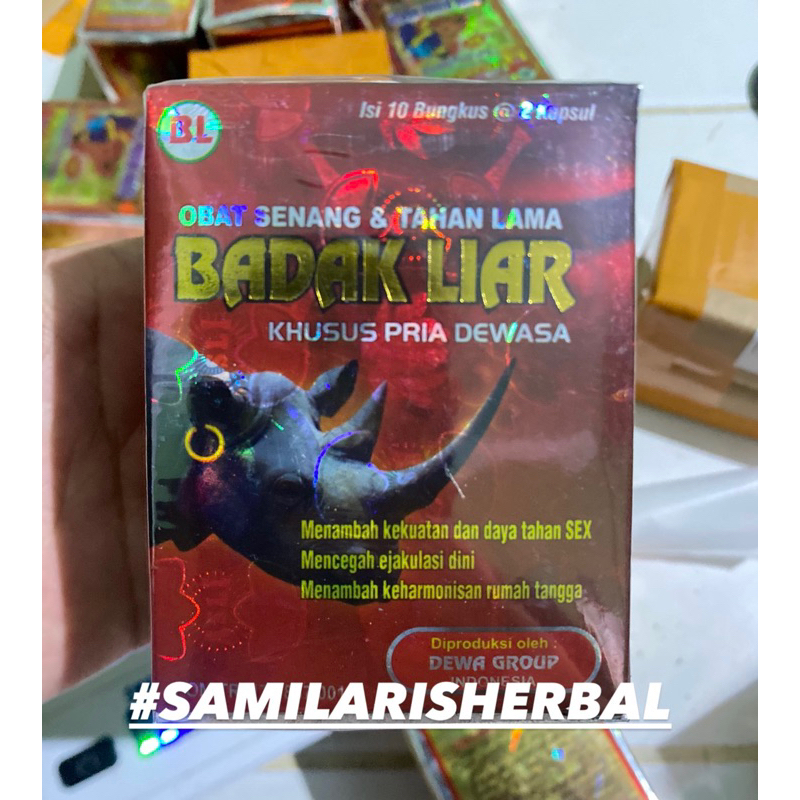 BL
Isi 10 Bungkus @ 2 Kapsul
OBAT SENANG & TAHAN LAMA
BADAK LIAR
KHUSUS PRIA DEWASA
Menambah kekuatan dan daya tahan SEX
Mencegah ejakulasi dini
Menambah keharmonisan rumah tangga
Diproduksi oleh :
DEWA GROUP
INDONESIA
#SAMILARISHERBAL